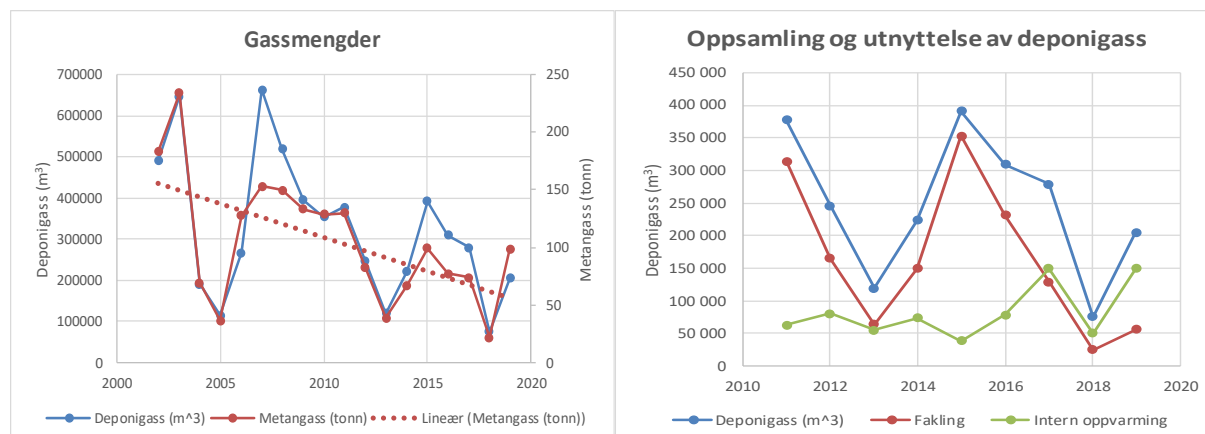 Gassmengder
700000
600000
500000
400000
300000
200000
100000
0
Deponigass (m³)
250
200
150
100
50
0
Metangass (tonn)
2000 2005 2010 2015 2020
Deponigass (m^3) Metangass (tonn) Lineær (Metangass (tonn))
Oppsamling og utnyttelse av deponigass
450 000
400 000
350 000
300 000
250 000
200 000
150 000
100 000
50 000
0
Deponigass (m³)
2010 2012 2014 2016 2018 2020
Deponigass (m^3) Fakling Intern oppvarming